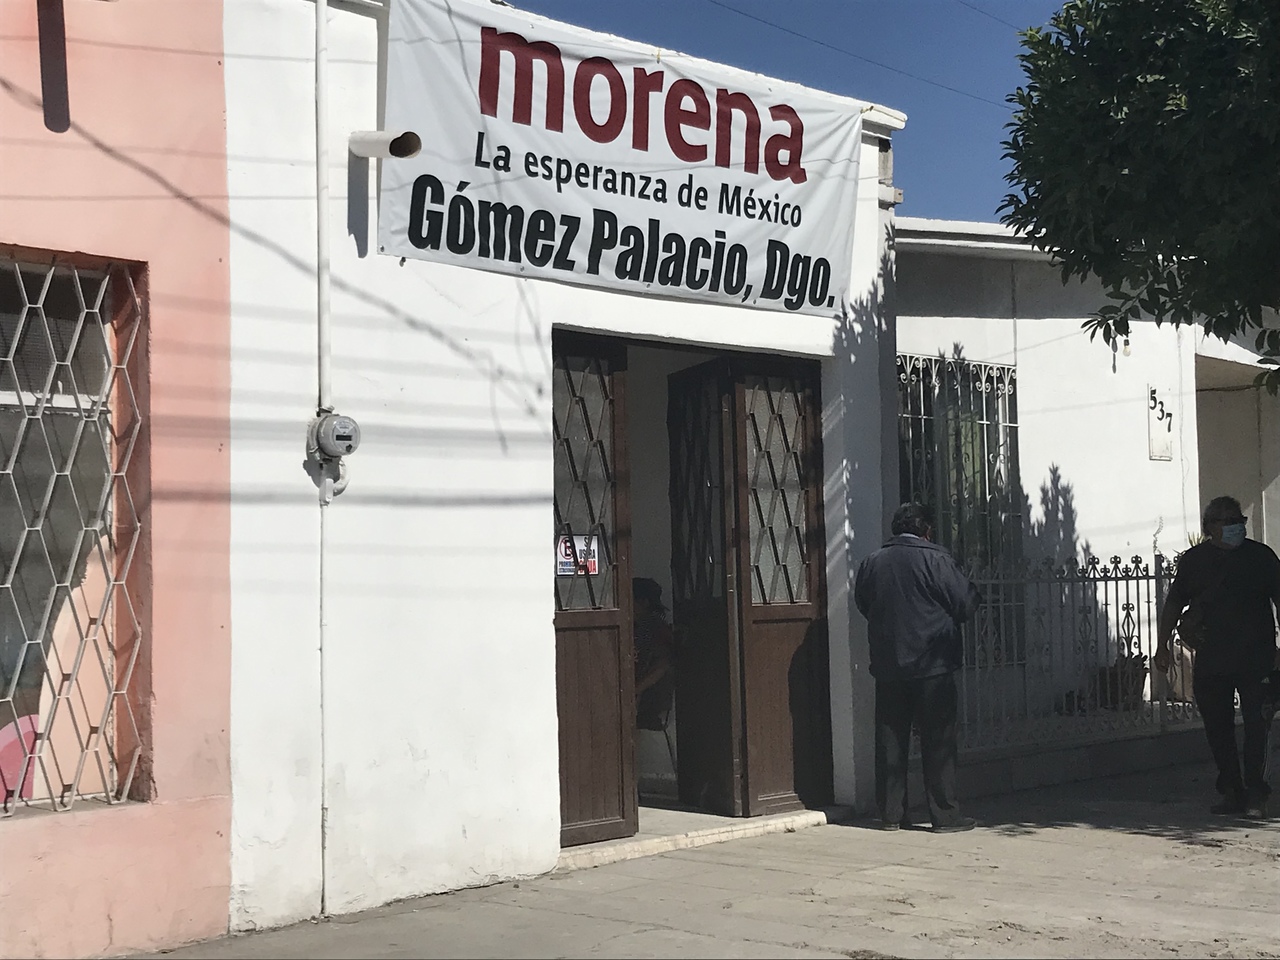 morena
La esperanza de México
Gómez Palacio, Dgo.
537